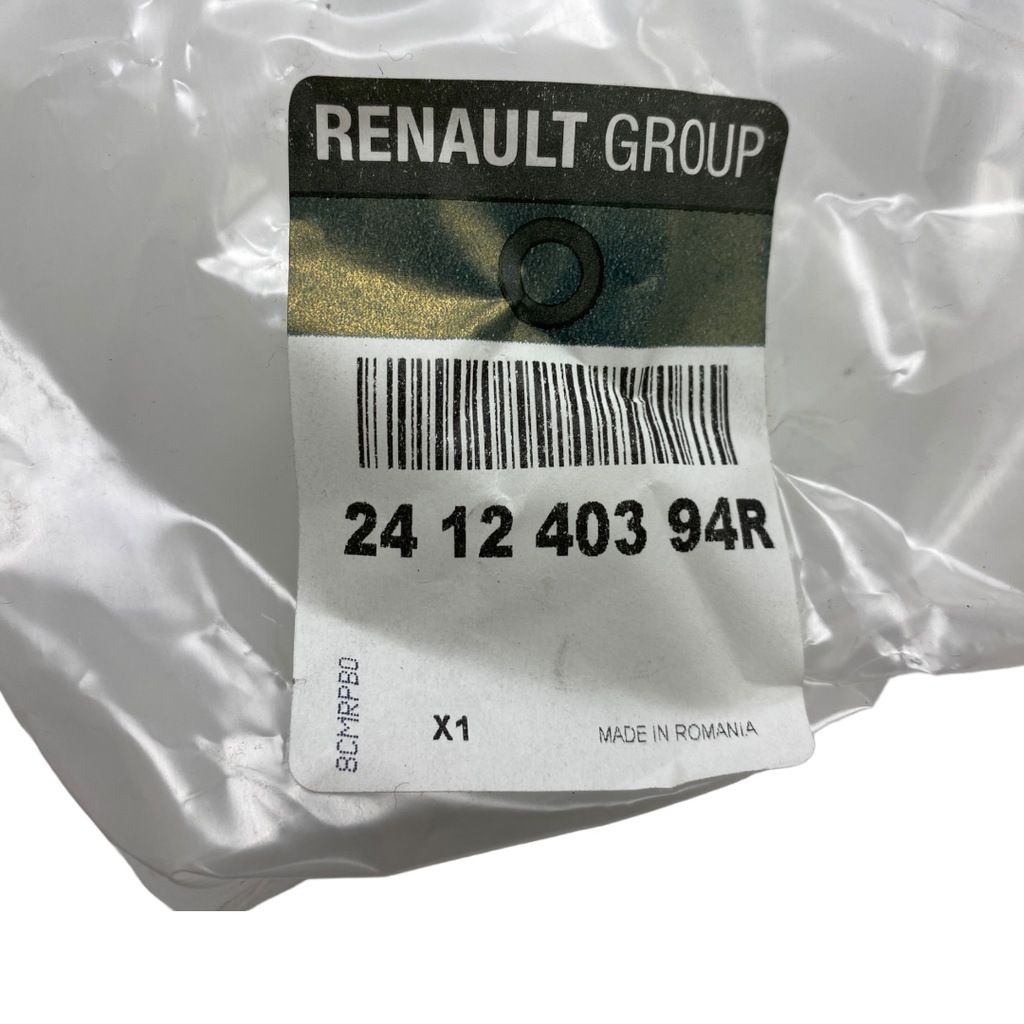 RENAULT GROUP
24 12 403 94R
8CMRPB0
X1
MADE IN ROMANIA